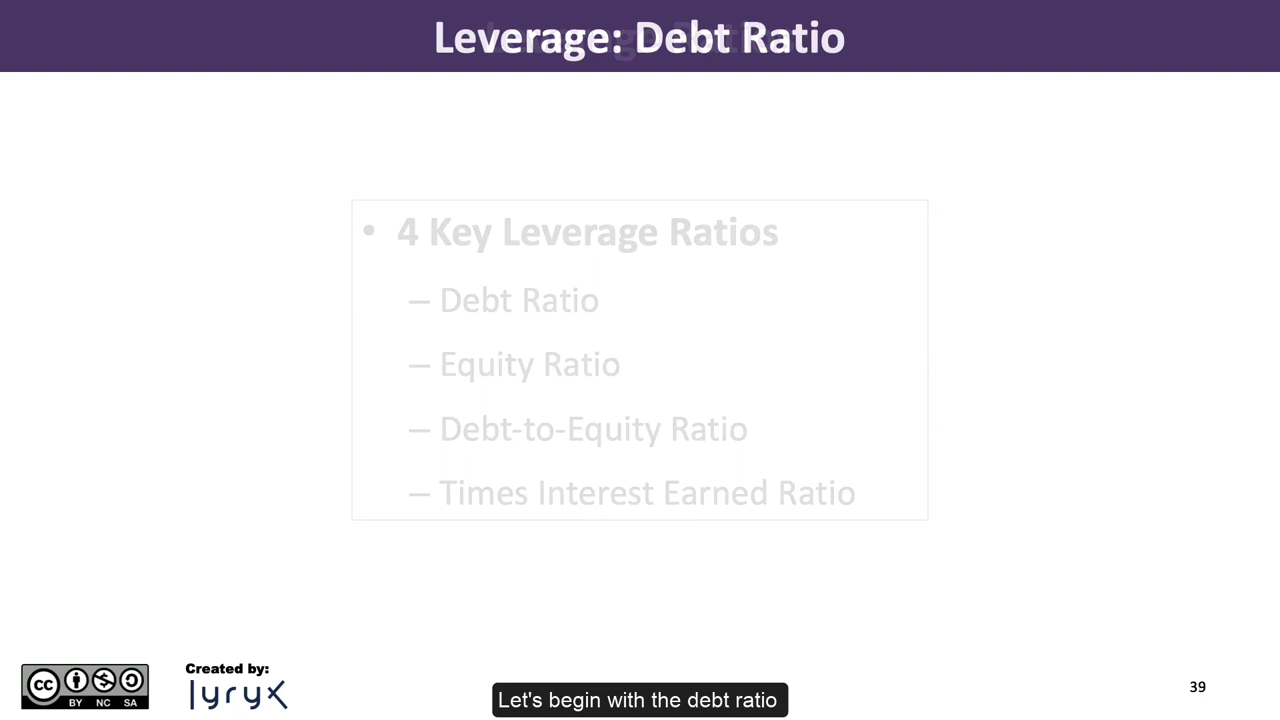 Leverage: Debt Ratio
• 4 Key Leverage Ratios
– Debt Ratio
– Equity Ratio
– Debt-to-Equity Ratio
– Times Interest Earned Ratio
cc
BY NC SA
Created by:
lyryx
Let's begin with the debt ratio
39